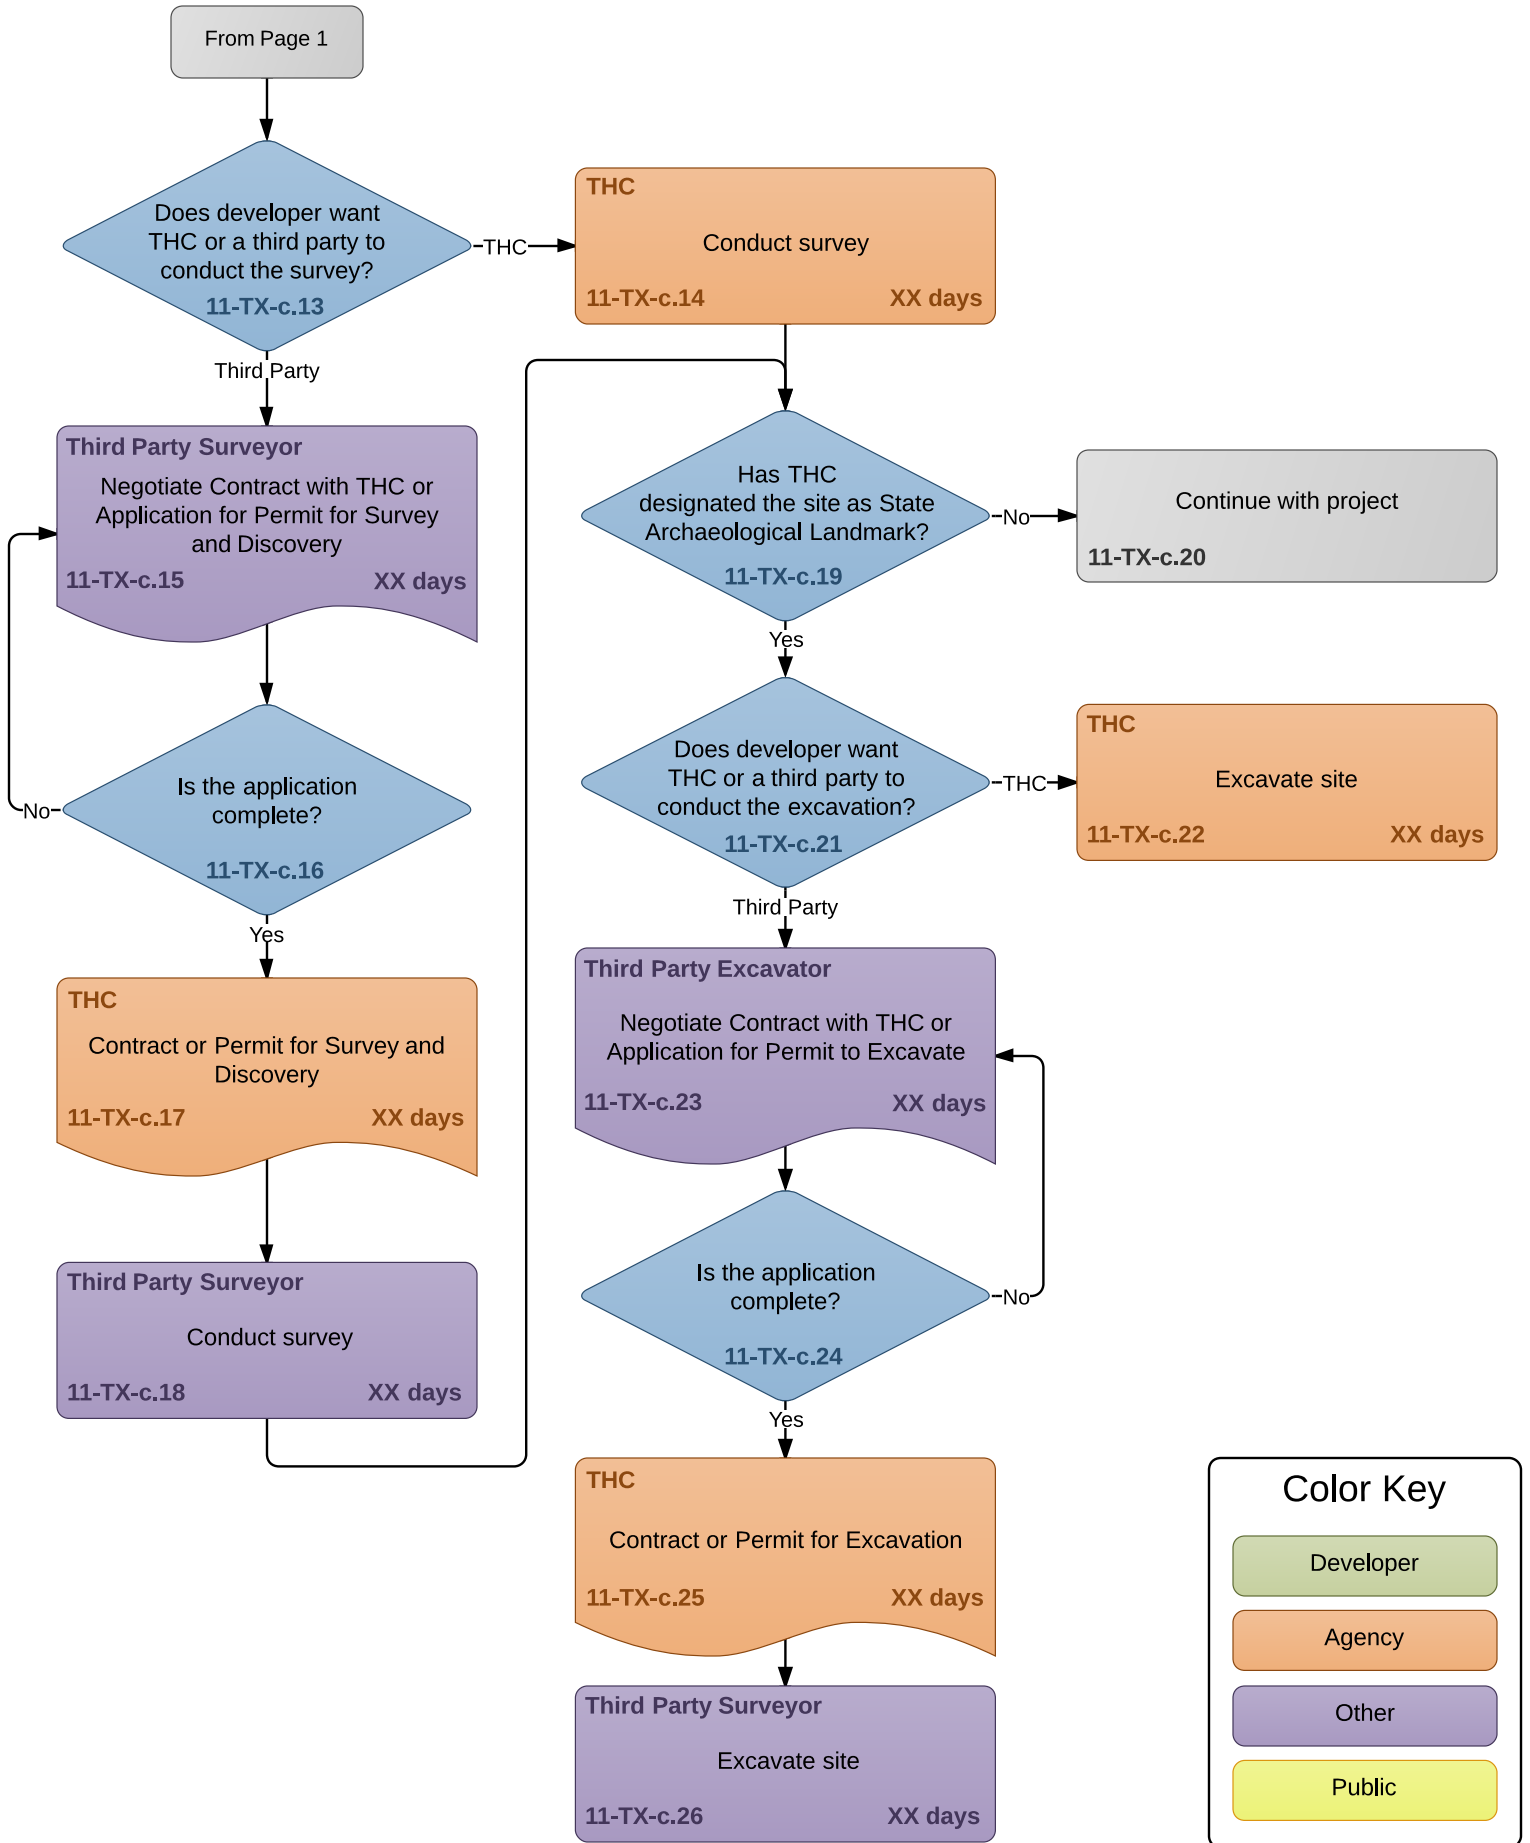 From Page 1
Does developer want
THC or a third party to
conduct the survey?
11-TX-c.13
THC
THC
Conduct survey
11-TX-c.14 XX days
Third Party
Third Party Surveyor
Negotiate Contract with THC or
Application for Permit for Survey
and Discovery
11-TX-c.15 XX days
Is the application
complete?
11-TX-c.16
No
Yes
THC
Contract or Permit for Survey and
Discovery
11-TX-c.17 XX days
Third Party Surveyor
Conduct survey
11-TX-c.18 XX days
Has THC
designated the site as State
Archaeological Landmark?
11-TX-c.19
No
Continue with project
11-TX-c.20
Yes
Does developer want
THC or a third party to
conduct the excavation?
11-TX-c.21
THC
THC
Excavate site
11-TX-c.22 XX days
Third Party
Third Party Excavator
Negotiate Contract with THC or
Application for Permit to Excavate
11-TX-c.23 XX days
Is the application
complete?
11-TX-c.24
No
Yes
THC
Contract or Permit for Excavation
11-TX-c.25 XX days
Third Party Surveyor
Excavate site
11-TX-c.26 XX days
Color Key
Developer
Agency
Other
Public